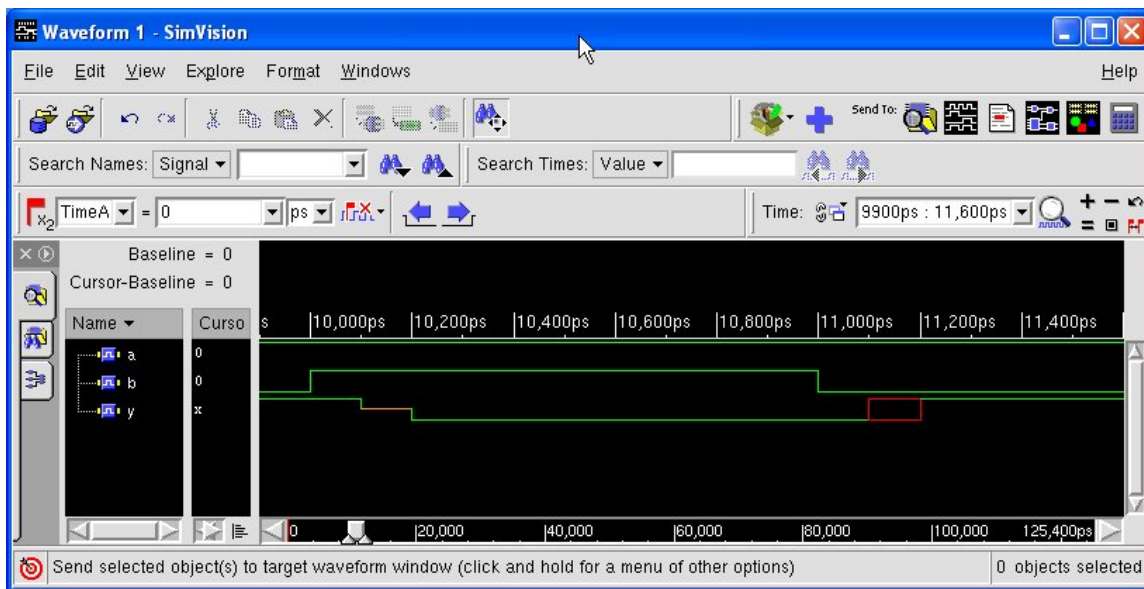 Waveform 1 - SimVision
File Edit View Explore Format Windows Help
Send To:
Search Names: Signal Search Times: Value
x2 TimeA = 0 ps Time: 9900ps : 11,600ps
Baseline = 0
Cursor-Baseline = 0
Name Curso s |10,000ps |10,200ps |10,400ps |10,600ps |10,800ps |11,000ps |11,200ps |11,400ps
a 0
b 0
y x
0 |20,000 |40,000 |60,000 |80,000 |100,000 125,400ps
Send selected object(s) to target waveform window (click and hold for a menu of other options) 0 objects selected